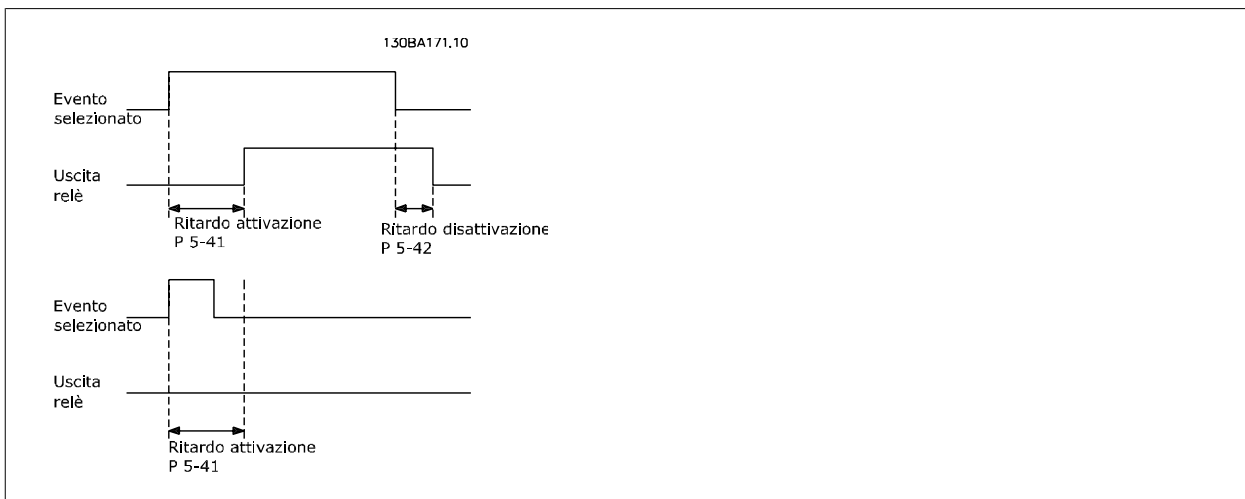 130BA171.10
Evento
selezionato
Uscita
relè
Ritardo attivazione
P 5-41
Ritardo disattivazione
P 5-42
Evento
selezionato
Uscita
relè
Ritardo attivazione
P 5-41